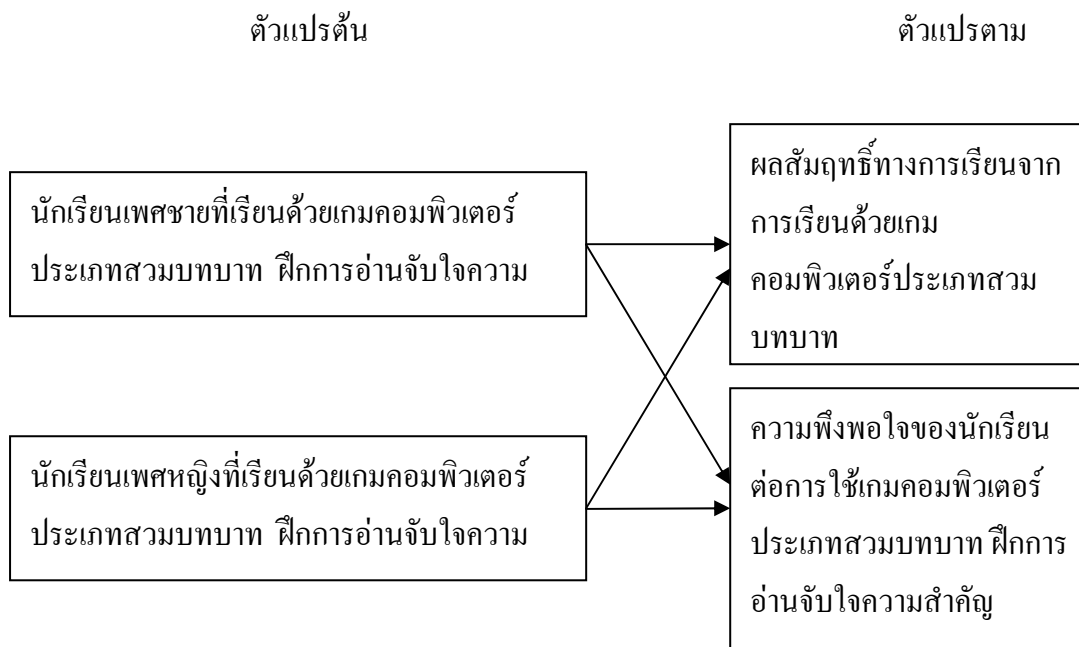 ตัวแปรต้น
ตัวแปรตาม
นักเรียนเพศชายที่เรียนด้วยเกมคอมพิวเตอร์
ประเภทสวมบทบาท ฝึกการอ่านจับใจความ
ผลสัมฤทธิ์ทางการเรียนจาก
การเรียนด้วยเกม
คอมพิวเตอร์ประเภทสวม
บทบาท
นักเรียนเพศหญิงที่เรียนด้วยเกมคอมพิวเตอร์
ประเภทสวมบทบาท ฝึกการอ่านจับใจความ
ความพึงพอใจของนักเรียน
ต่อการใช้เกมคอมพิวเตอร์
ประเภทสวมบทบาท ฝึกการ
อ่านจับใจความสำคัญ